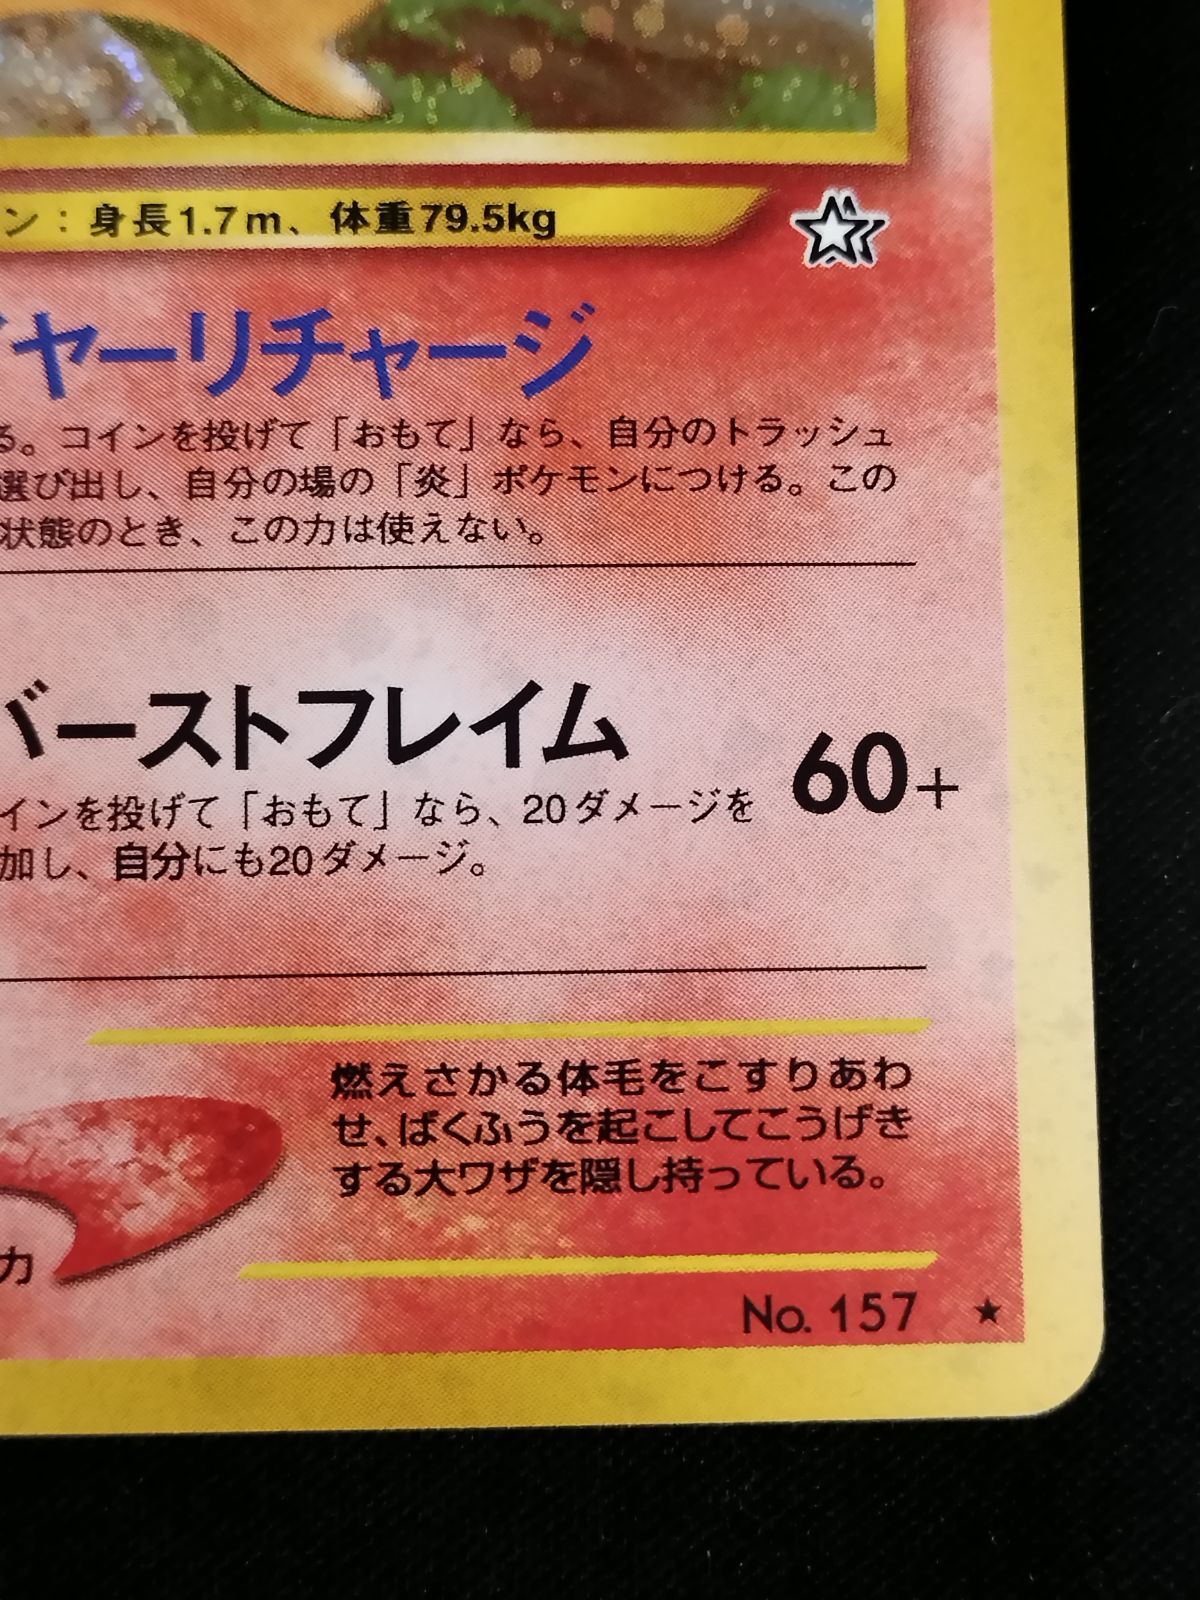 ン：身長1.7m、体重79.5kg
ヤーリチャージ
る。コインを投げて「おもて」なら、自分のトラッシュ
選び出し、自分の場の「炎」ポケモンにつける。この
状態のとき、この力は使えない。
バーストフレイム
60+
インを投げて「おもて」なら、20ダメージを
加し、自分にも20ダメージ。
燃えさかる体毛をこすりあわ
せ、ばくふうを起こしてこうげき
する大ワザを隠し持っている。
力
No. 157 ★